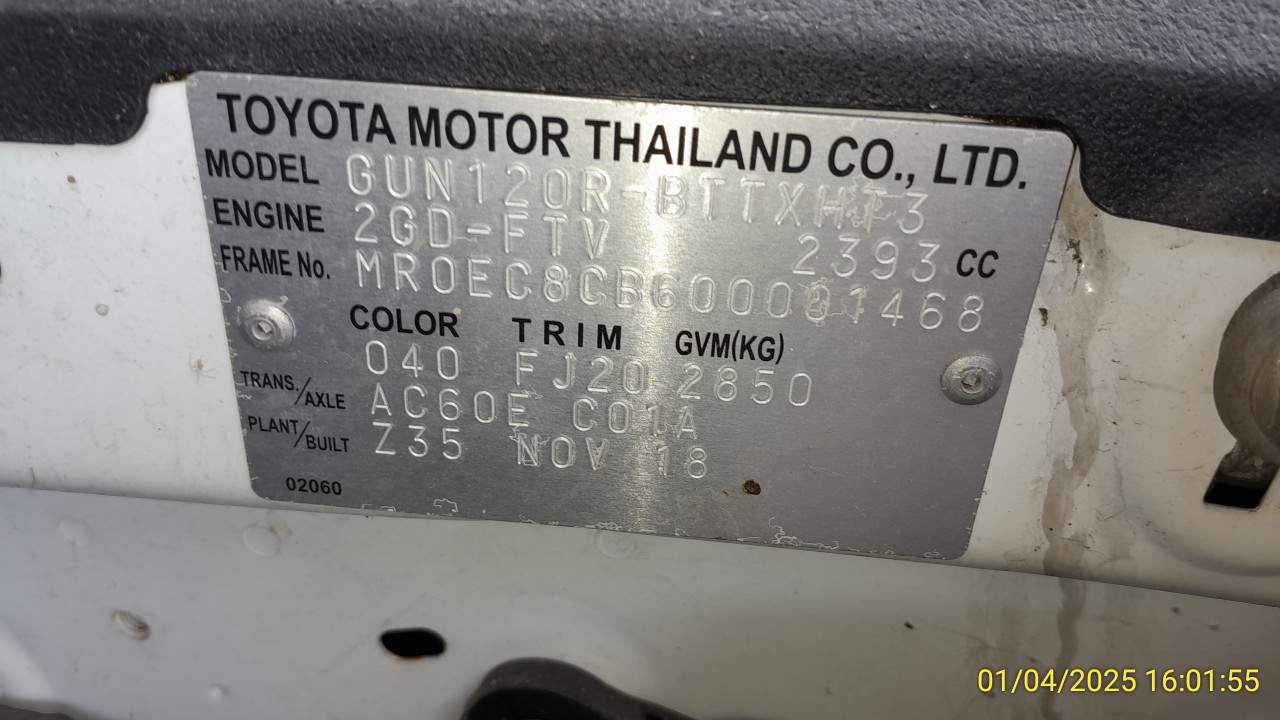 TOYOTA MOTOR THAILAND CO., LTD.
MODEL GUN120R-BTTXHT3
ENGINE 2GD-FTV 2393 CC
FRAME No. MR0EC8CB600001468
COLOR TRIM GVM(KG)
040 FJ20 2850
TRANS./AXLE AC60E C01A
PLANT/BUILT Z35 NOV 18
02060
01/04/2025 16:01:55